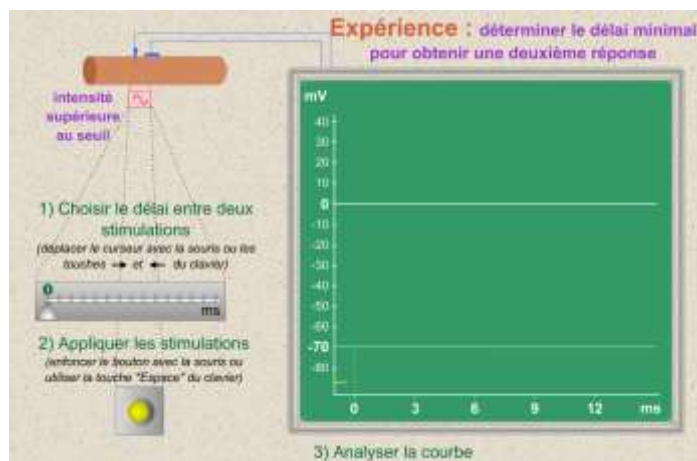 Expérience : déterminer le délai minimal
pour obtenir une deuxième réponse
intensité
supérieure
au seuil
mV
40
30
20
10
0
-10
-20
-30
-40
-50
-60
-70
-80
0 3 6 9 12 ms
1) Choisir le délai entre deux
stimulations
(déplacer le curseur avec la souris ou les
touches → et ← du clavier)
0
ms
2) Appliquer les stimulations
(enfoncer le bouton avec la souris ou
utiliser la touche "Espace" du clavier)
3) Analyser la courbe